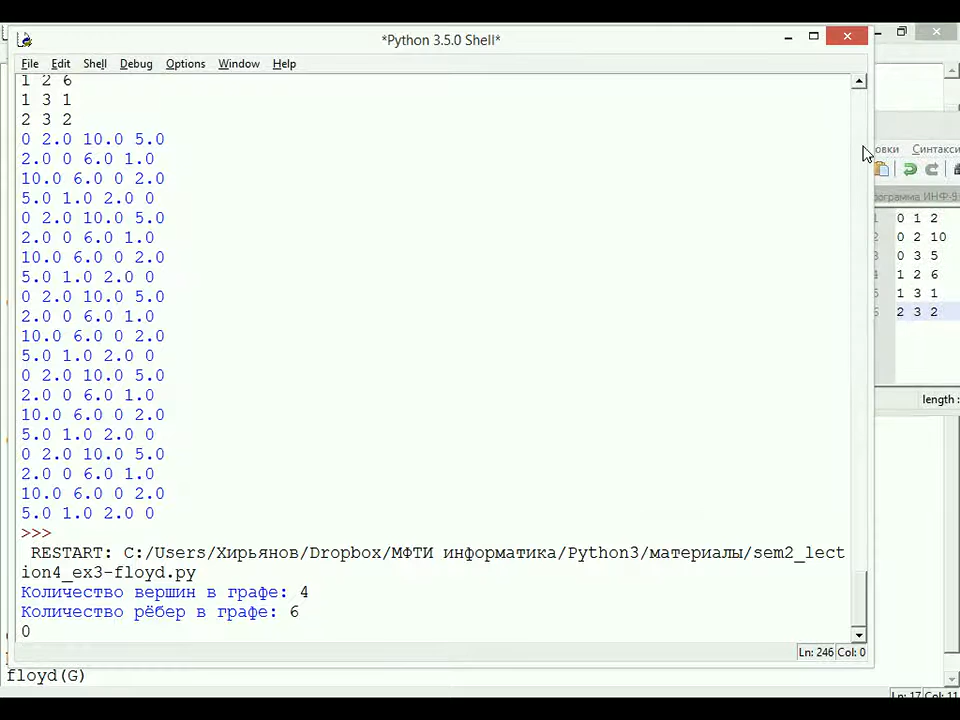 *Python 3.5.0 Shell*
File Edit Shell Debug Options Window Help
1 2 6
1 3 1
2 3 2
0 2.0 10.0 5.0
2.0 0 6.0 1.0
10.0 6.0 0 2.0
5.0 1.0 2.0 0
0 2.0 10.0 5.0
2.0 0 6.0 1.0
10.0 6.0 0 2.0
5.0 1.0 2.0 0
0 2.0 10.0 5.0
2.0 0 6.0 1.0
10.0 6.0 0 2.0
5.0 1.0 2.0 0
0 2.0 10.0 5.0
2.0 0 6.0 1.0
10.0 6.0 0 2.0
5.0 1.0 2.0 0
0 2.0 10.0 5.0
2.0 0 6.0 1.0
10.0 6.0 0 2.0
5.0 1.0 2.0 0
>>>
RESTART: C:/Users/Хирьянов/Dropbox/МФТИ информатика/Python3/материалы/sem2_lect
ion4_ex3-floyd.py
Количество вершин в графе: 4
Количество рёбер в графе: 6
0
Ln: 246 Col: 0
овки Синтакси
ограмма ИНФ-9
0 1 2
0 2 10
0 3 5
1 2 6
1 3 1
2 3 2
length :
floyd(G)
Ln: 17 Col: 11